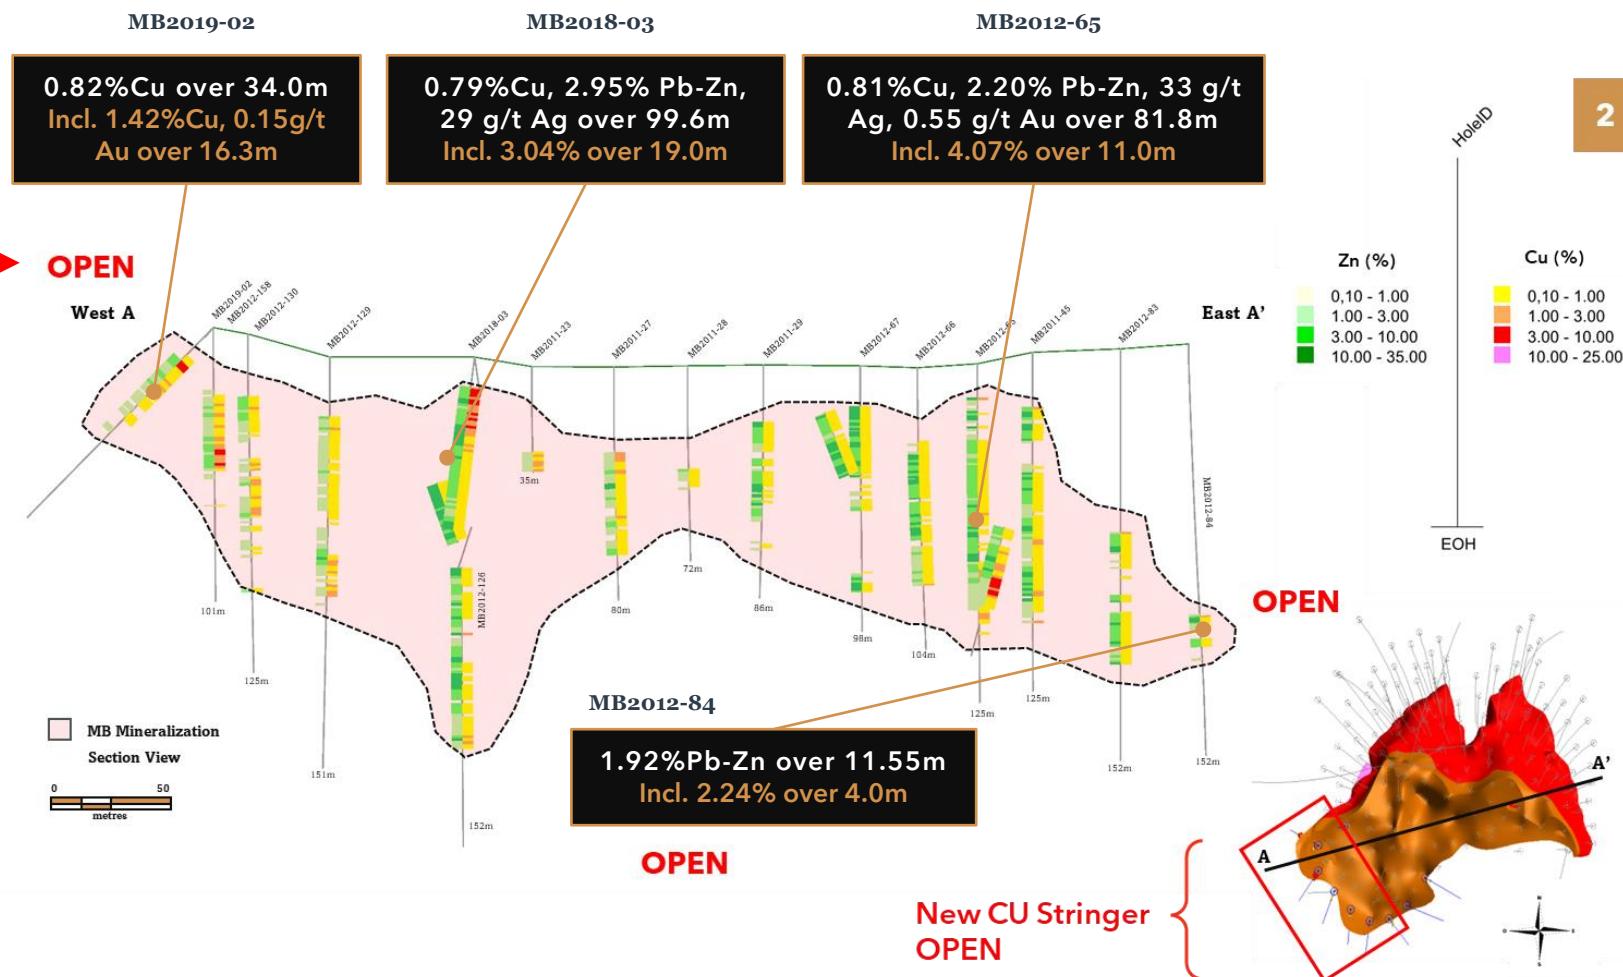 MB2019-02
MB2018-03
MB2012-65
0.82%Cu over 34.0m
Incl. 1.42%Cu, 0.15g/t
Au over 16.3m
0.79%Cu, 2.95% Pb-Zn,
29 g/t Ag over 99.6m
Incl. 3.04% over 19.0m
0.81%Cu, 2.20% Pb-Zn, 33 g/t
Ag, 0.55 g/t Au over 81.8m
Incl. 4.07% over 11.0m
2
HoleID
EOH
Zn (%)
0,10 - 1.00
1.00 - 3.00
3.00 - 10.00
10.00 - 35.00
Cu (%)
0,10 - 1.00
1.00 - 3.00
3.00 - 10.00
10.00 - 25.00
OPEN
West A
East A'
MB2019-02
MB2012-158
MB2012-130
MB2012-129
MB2018-03
MB2011-23
MB2011-27
MB2011-28
MB2011-29
MB2012-67
MB2012-66
MB2012-65
MB2011-45
MB2012-83
MB2012-84
MB2012-126
35m
72m
101m
80m
86m
98m
104m
125m
125m
125m
151m
152m
152m
152m
OPEN
MB2012-84
1.92%Pb-Zn over 11.55m
Incl. 2.24% over 4.0m
MB Mineralization
Section View
0 50
metres
OPEN
A'
A
New CU Stringer
OPEN